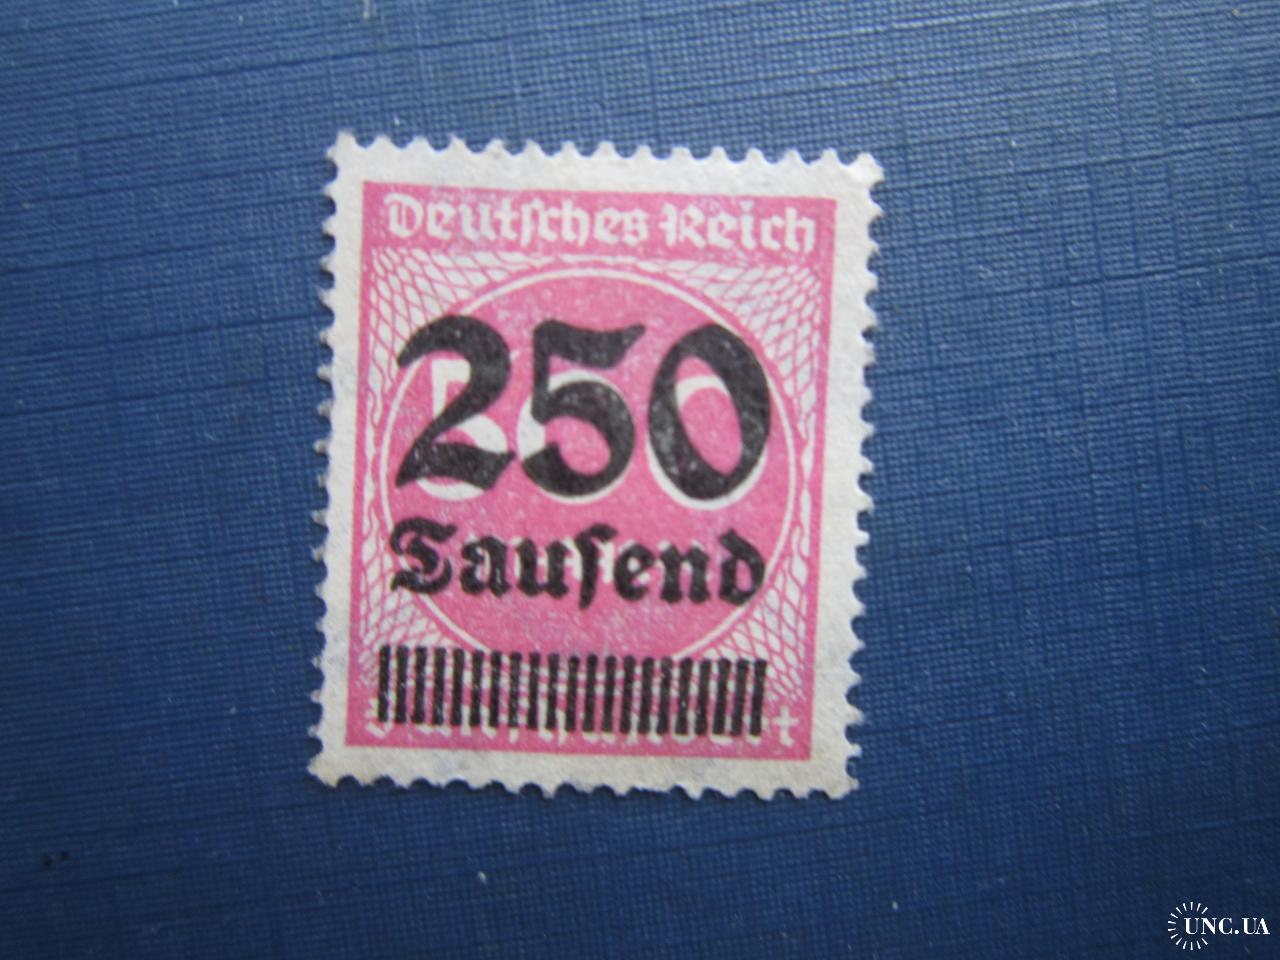 Deutsches Reich
250
Tausend
UNC.UA